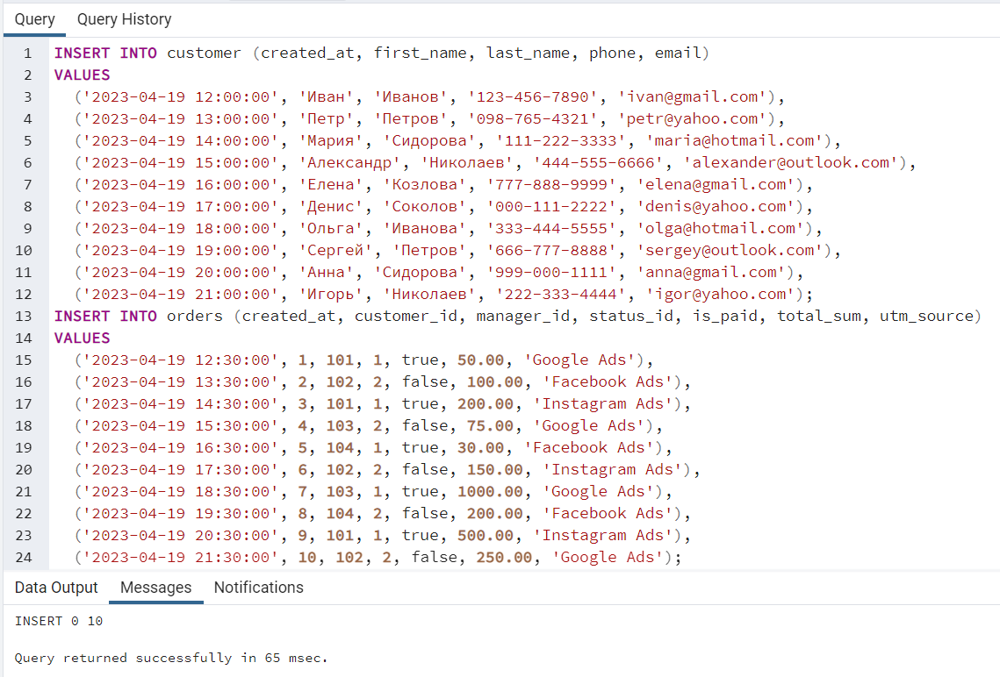 Query Query History
1 INSERT INTO customer (created_at, first_name, last_name, phone, email)
2 VALUES
3 ('2023-04-19 12:00:00', 'Иван', 'Иванов', '123-456-7890', 'ivan@gmail.com'),
4 ('2023-04-19 13:00:00', 'Петр', 'Петров', '098-765-4321', 'petr@yahoo.com'),
5 ('2023-04-19 14:00:00', 'Мария', 'Сидорова', '111-222-3333', 'maria@hotmail.com'),
6 ('2023-04-19 15:00:00', 'Александр', 'Николаев', '444-555-6666', 'alexander@outlook.com'),
7 ('2023-04-19 16:00:00', 'Елена', 'Козлова', '777-888-9999', 'elena@gmail.com'),
8 ('2023-04-19 17:00:00', 'Денис', 'Соколов', '000-111-2222', 'denis@yahoo.com'),
9 ('2023-04-19 18:00:00', 'Ольга', 'Иванова', '333-444-5555', 'olga@hotmail.com'),
10 ('2023-04-19 19:00:00', 'Сергей', 'Петров', '666-777-8888', 'sergey@outlook.com'),
11 ('2023-04-19 20:00:00', 'Анна', 'Сидорова', '999-000-1111', 'anna@gmail.com'),
12 ('2023-04-19 21:00:00', 'Игорь', 'Николаев', '222-333-4444', 'igor@yahoo.com');
13 INSERT INTO orders (created_at, customer_id, manager_id, status_id, is_paid, total_sum, utm_source)
14 VALUES
15 ('2023-04-19 12:30:00', 1, 101, 1, true, 50.00, 'Google Ads'),
16 ('2023-04-19 13:30:00', 2, 102, 2, false, 100.00, 'Facebook Ads'),
17 ('2023-04-19 14:30:00', 3, 101, 1, true, 200.00, 'Instagram Ads'),
18 ('2023-04-19 15:30:00', 4, 103, 2, false, 75.00, 'Google Ads'),
19 ('2023-04-19 16:30:00', 5, 104, 1, true, 30.00, 'Facebook Ads'),
20 ('2023-04-19 17:30:00', 6, 102, 2, false, 150.00, 'Instagram Ads'),
21 ('2023-04-19 18:30:00', 7, 103, 1, true, 1000.00, 'Google Ads'),
22 ('2023-04-19 19:30:00', 8, 104, 2, false, 200.00, 'Facebook Ads'),
23 ('2023-04-19 20:30:00', 9, 101, 1, true, 500.00, 'Instagram Ads'),
24 ('2023-04-19 21:30:00', 10, 102, 2, false, 250.00, 'Google Ads');
Data Output Messages Notifications
INSERT 0 10
Query returned successfully in 65 msec.